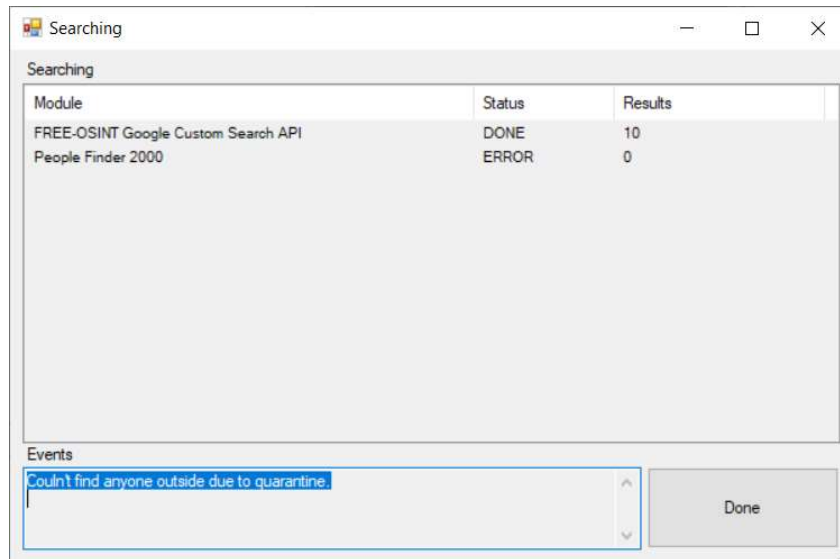 Searching
Searching
Module Status Results
FREE-OSINT Google Custom Search API DONE 10
People Finder 2000 ERROR 0
Events
Couln't find anyone outside due to quarantine.
Done